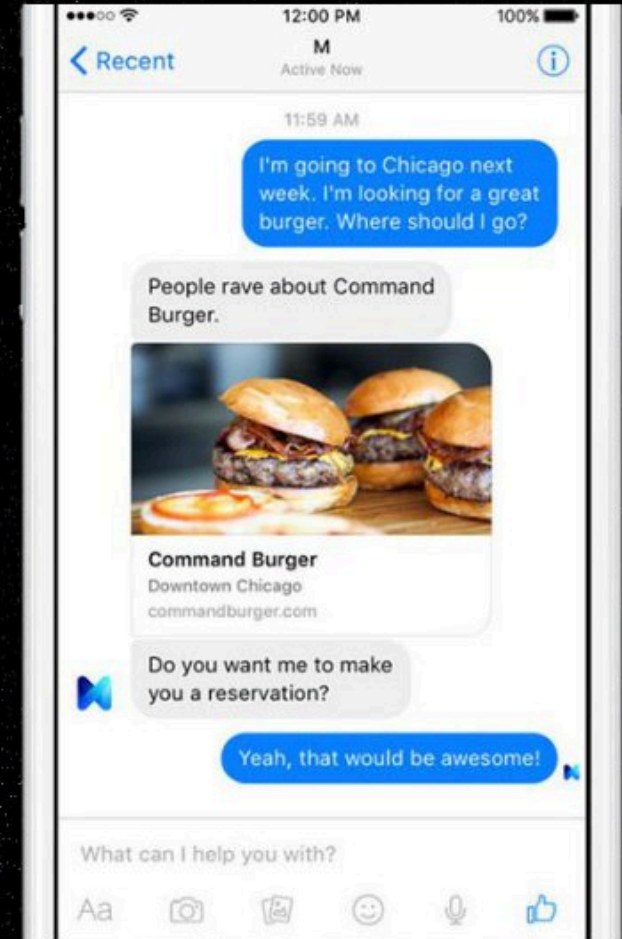 12:00 PM
100%
Recent
M
Active Now
11:59 AM
I'm going to Chicago next
week. I'm looking for a great
burger. Where should I go?
People rave about Command
Burger.
Command Burger
Downtown Chicago
commandburger.com
Do you want me to make
you a reservation?
Yeah, that would be awesome!
What can I help you with?
Aa